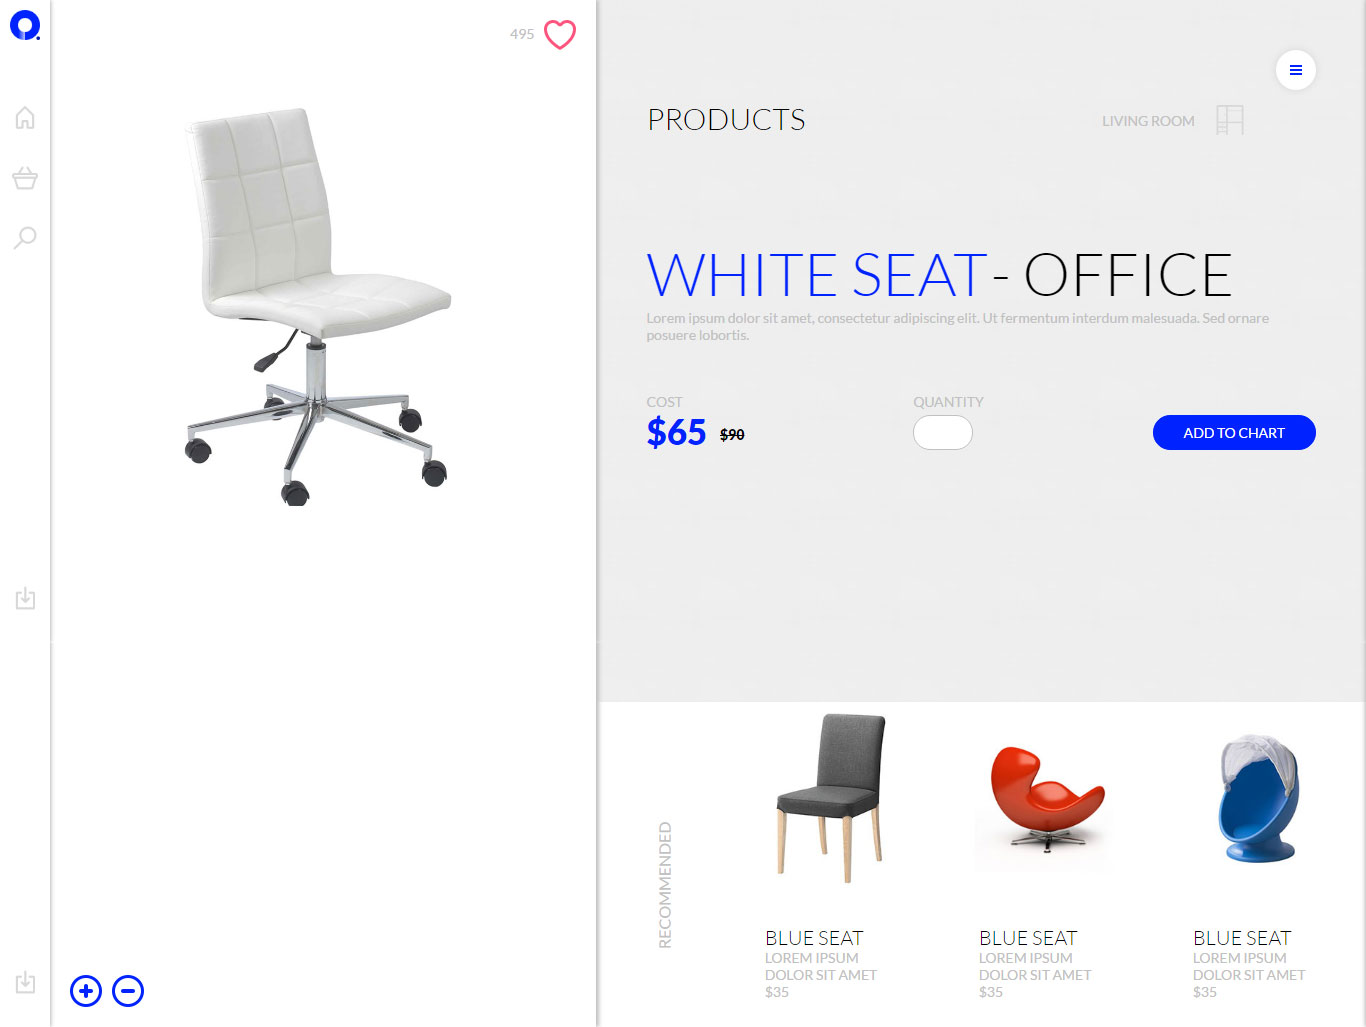 495
PRODUCTS
LIVING ROOM
WHITE SEAT - OFFICE
Lorem ipsum dolor sit amet, consectetur adipiscing elit. Ut fermentum interdum malesuada. Sed ornare
posuere lobortis.
COST
QUANTITY
$65 $90
ADD TO CHART
RECOMMENDED
BLUE SEAT
LOREM IPSUM
DOLOR SIT AMET
$35
BLUE SEAT
LOREM IPSUM
DOLOR SIT AMET
$35
BLUE SEAT
LOREM IPSUM
DOLOR SIT AMET
$35